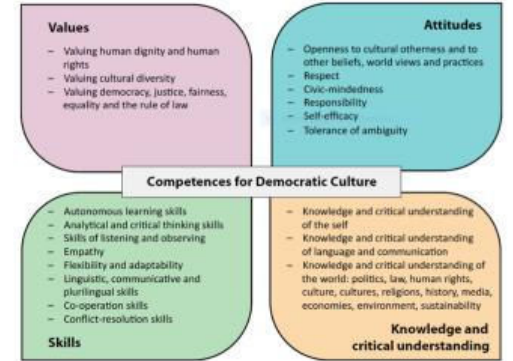 Values
– Valuing human dignity and human
rights
– Valuing cultural diversity
– Valuing democracy, justice, fairness,
equality and the rule of law
Attitudes
– Openness to cultural otherness and to
other beliefs, world views and practices
– Respect
– Civic-mindedness
– Responsibility
– Self-efficacy
– Tolerance of ambiguity
Competences for Democratic Culture
– Autonomous learning skills
– Analytical and critical thinking skills
– Skills of listening and observing
– Empathy
– Flexibility and adaptability
– Linguistic, communicative and
plurilingual skills
– Co-operation skills
– Conflict-resolution skills
Skills
– Knowledge and critical understanding
of the self
– Knowledge and critical understanding
of language and communication
– Knowledge and critical understanding of
the world: politics, law, human rights,
culture, cultures, religions, history, media,
economies, environment, sustainability
Knowledge and
critical understanding